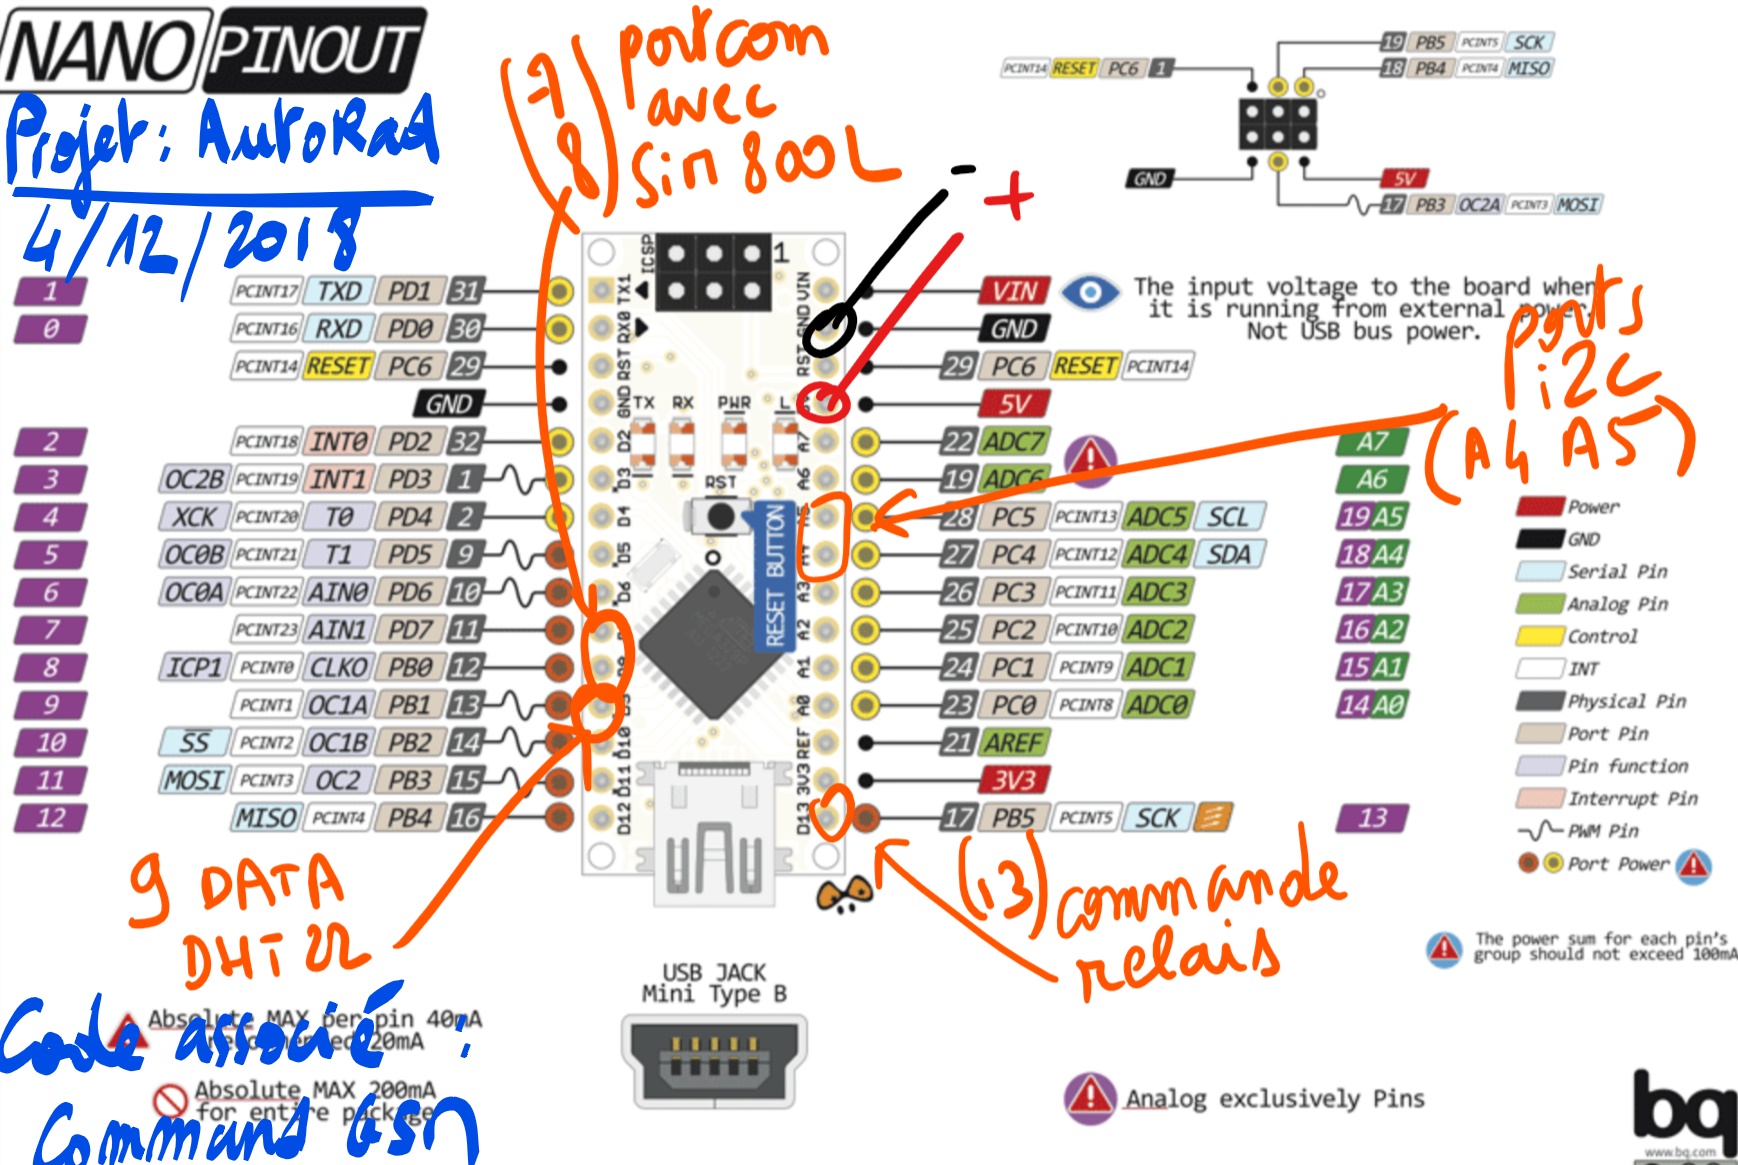 NANO PINOUT
Projet : AutoRad
4/12/2018
(7 8) port com
avec
Sim 800L
- +
PCINT14 RESET PC6 1
19 PB5 PCINT5 SCK
18 PB4 PCINT4 MISO
GND
5V
17 PB3 OC2A PCINT3 MOSI
1 PCINT17 TXD PD1 31
0 PCINT16 RXD PD0 30
PCINT14 RESET PC6 29
GND
2 PCINT18 INT0 PD2 32
3 OC2B PCINT19 INT1 PD3 1
4 XCK PCINT20 T0 PD4 2
5 OC0B PCINT21 T1 PD5 9
6 OC0A PCINT22 AIN0 PD6 10
7 PCINT23 AIN1 PD7 11
8 ICP1 PCINT0 CLKO PB0 12
9 PCINT1 OC1A PB1 13
10 SS PCINT2 OC1B PB2 14
11 MOSI PCINT3 OC2 PB3 15
12 MISO PCINT4 PB4 16
ICSP
1
TX1
RX0
RST
GND
D2
D3
D4
D5
D6
D10
D11
D12
VIN
GND
RST
A7
A6
A5
A4
A3
A2
A1
A0
REF
3V3
D13
TX RX PWR L
RST
RESET BUTTON
VIN
GND
29 PC6 RESET PCINT14
5V
22 ADC7 A7
19 ADC6 A6
28 PC5 PCINT13 ADC5 SCL 19 A5
27 PC4 PCINT12 ADC4 SDA 18 A4
26 PC3 PCINT11 ADC3 17 A3
25 PC2 PCINT10 ADC2 16 A2
24 PC1 PCINT9 ADC1 15 A1
23 PC0 PCINT8 ADC0 14 A0
21 AREF
3V3
17 PB5 PCINT5 SCK 13
The input voltage to the board when
it is running from external power.
Not USB bus power.
ports
i2C
(A4 A5)
Power
GND
Serial Pin
Analog Pin
Control
INT
Physical Pin
Port Pin
Pin function
Interrupt Pin
PWM Pin
Port Power
9 DATA
DHT22
(13) commande
relais
The power sum for each pin's
group should not exceed 100mA
USB JACK
Mini Type B
Absolute MAX per pin 40mA
recommended 20mA
Absolute MAX 200mA
for entire package
Code associé :
Command GSM
Analog exclusively Pins
bq
www.bq.com